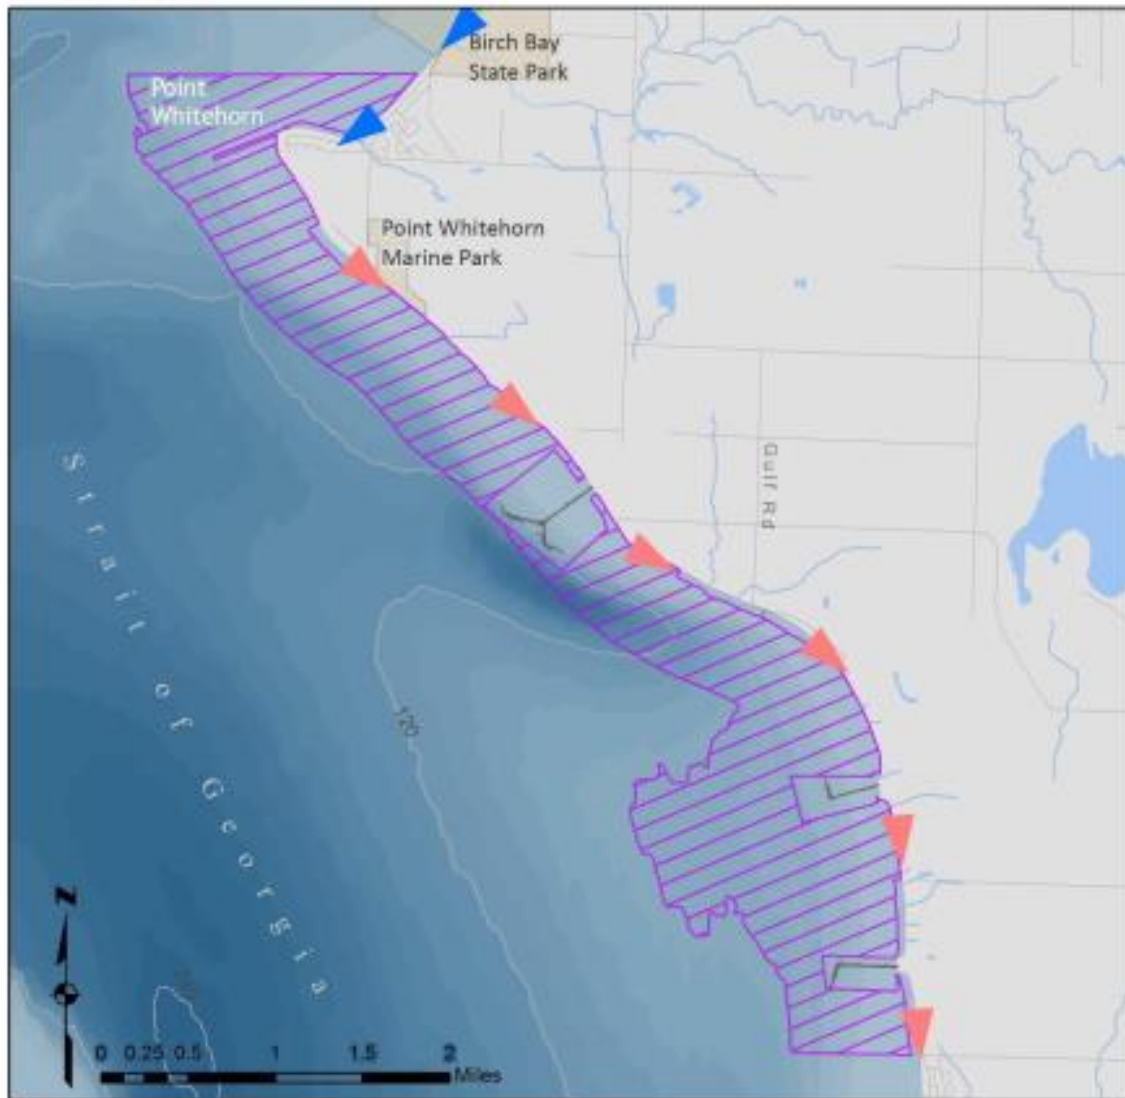 Birch Bay
State Park
Point
Whitehorn
Point Whitehorn
Marine Park
Gulf Rd
Strait of Georgia
N
0 0.25 0.5 1 1.5 2
Miles